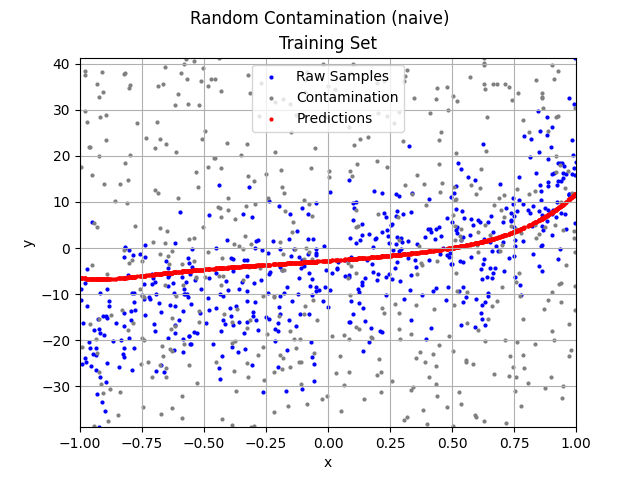 Random Contamination (naive)
Training Set
Raw Samples
Contamination
Predictions
y
40
30
20
10
0
−10
−20
−30
−1.00 −0.75 −0.50 −0.25 0.00 0.25 0.50 0.75 1.00
x